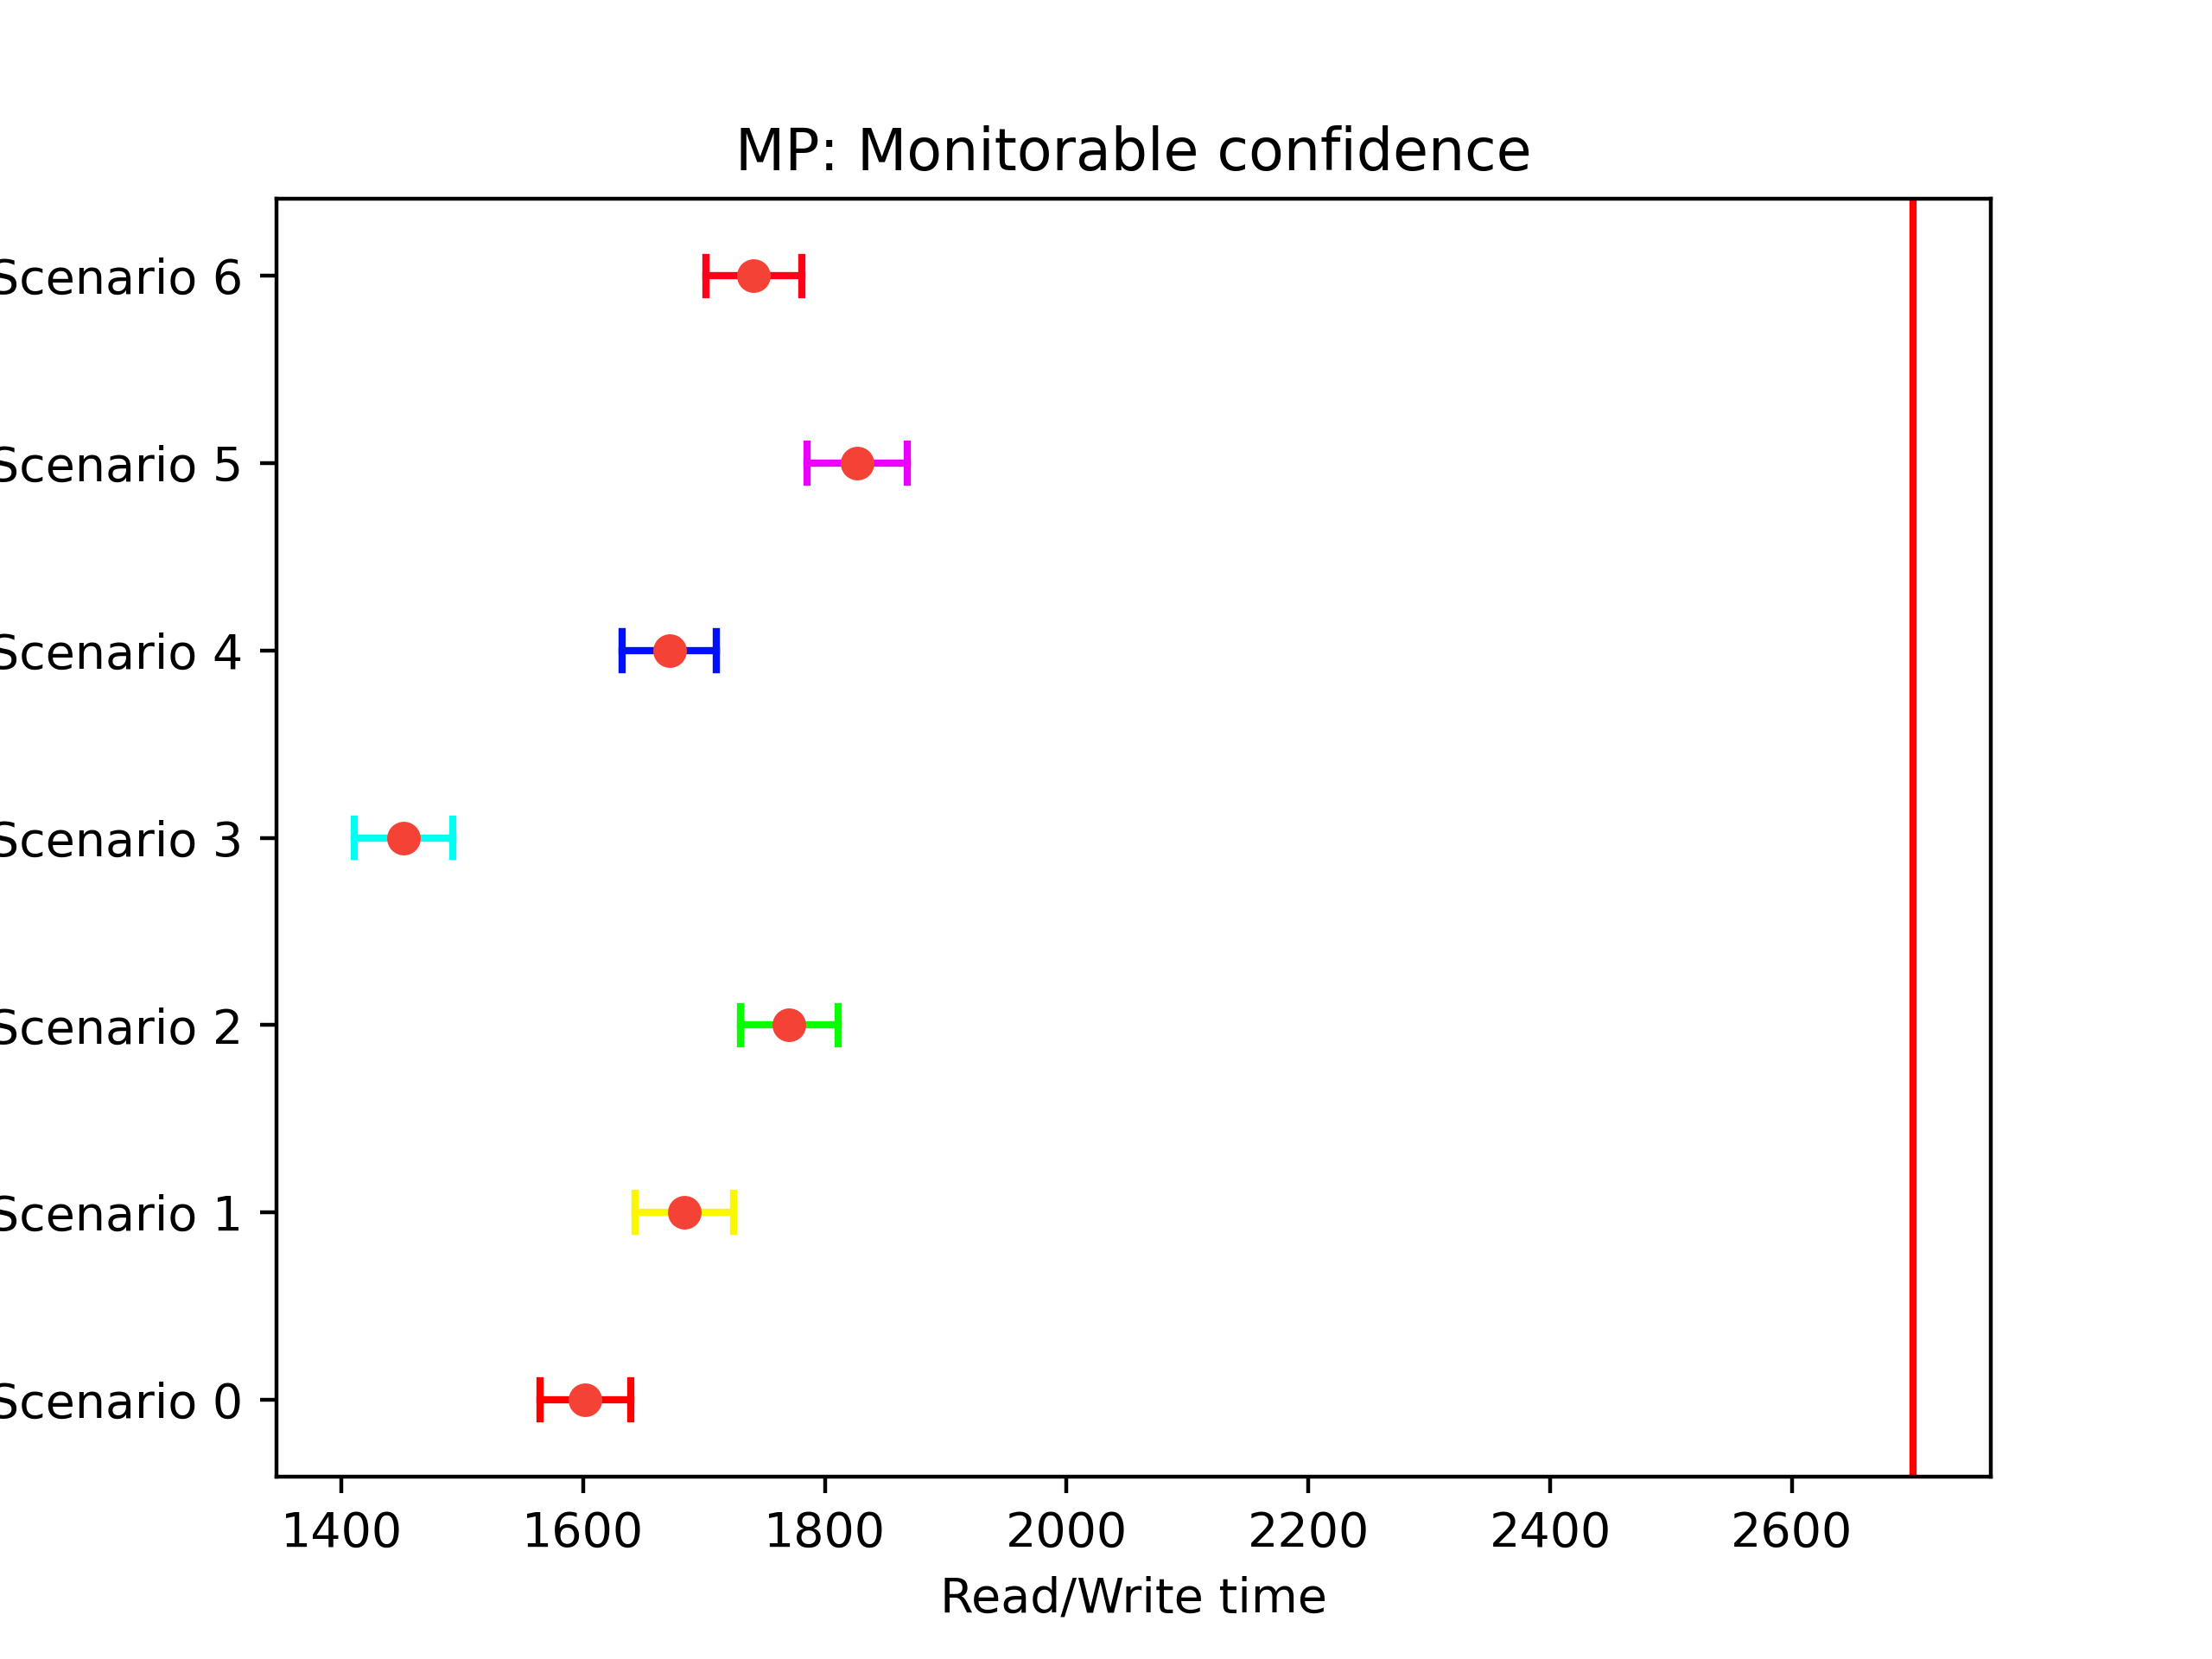 MP: Monitorable confidence
Scenario 6
Scenario 5
Scenario 4
Scenario 3
Scenario 2
Scenario 1
Scenario 0
1400 1600 1800 2000 2200 2400 2600
Read/Write time